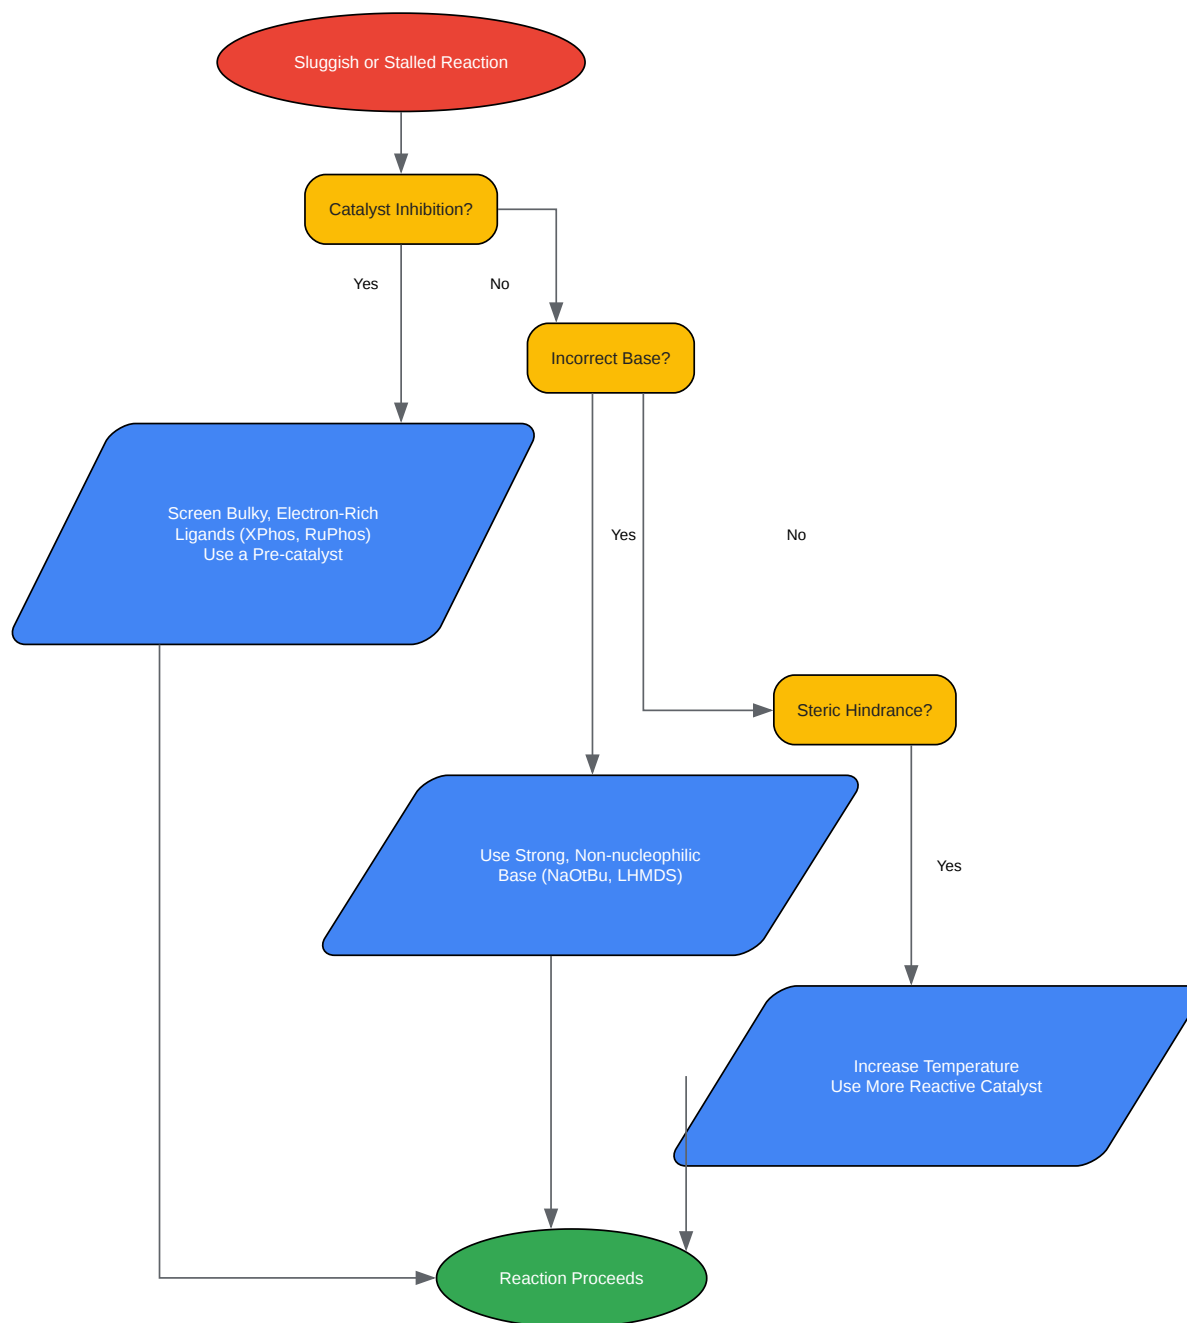 Sluggish or Stalled Reaction
Catalyst Inhibition?
Yes
No
Incorrect Base?
Screen Bulky, Electron-Rich
Ligands (XPhos, RuPhos)
Use a Pre-catalyst
Yes
No
Steric Hindrance?
Use Strong, Non-nucleophilic
Base (NaOtBu, LHMDS)
Yes
Increase Temperature
Use More Reactive Catalyst
Reaction Proceeds